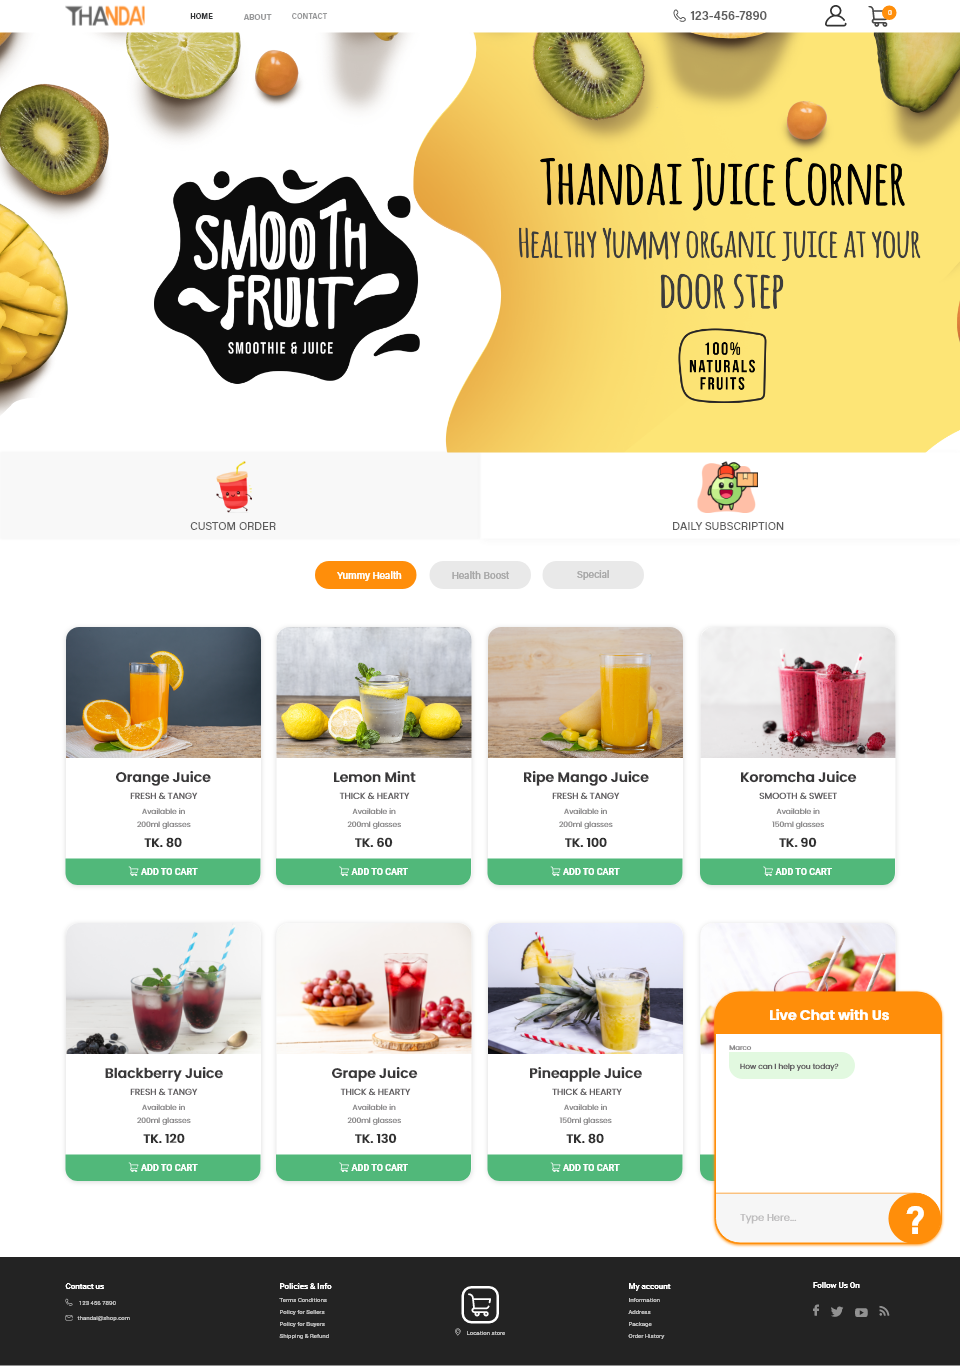 THANDAI
HOME
ABOUT
CONTACT
123-456-7890
0
SMOOTH
FRUIT
SMOOTHIE & JUICE
THANDAI JUICE CORNER
HEALTHY YUMMY ORGANIC JUICE AT YOUR
DOOR STEP
100%
NATURALS
FRUITS
CUSTOM ORDER
DAILY SUBSCRIPTION
Yummy Health
Health Boost
Special
Orange Juice
FRESH & TANGY
Available in
200ml glasses
TK. 80
ADD TO CART
Lemon Mint
THICK & HEARTY
Available in
200ml glasses
TK. 60
ADD TO CART
Ripe Mango Juice
FRESH & TANGY
Available in
200ml glasses
TK. 100
ADD TO CART
Koromcha Juice
SMOOTH & SWEET
Available in
150ml glasses
TK. 90
ADD TO CART
Blackberry Juice
FRESH & TANGY
Available in
200ml glasses
TK. 120
ADD TO CART
Grape Juice
THICK & HEARTY
Available in
200ml glasses
TK. 130
ADD TO CART
Pineapple Juice
THICK & HEARTY
Available in
150ml glasses
TK. 80
ADD TO CART
Live Chat with Us
Marco
How can I help you today?
Type Here...
?
Contact us
123 456 7890
thandai@shop.com
Policies & Info
Terms Conditions
Policy for Sellers
Policy for Buyers
Shipping & Refund
Location store
My account
Information
Address
Package
Order History
Follow Us On